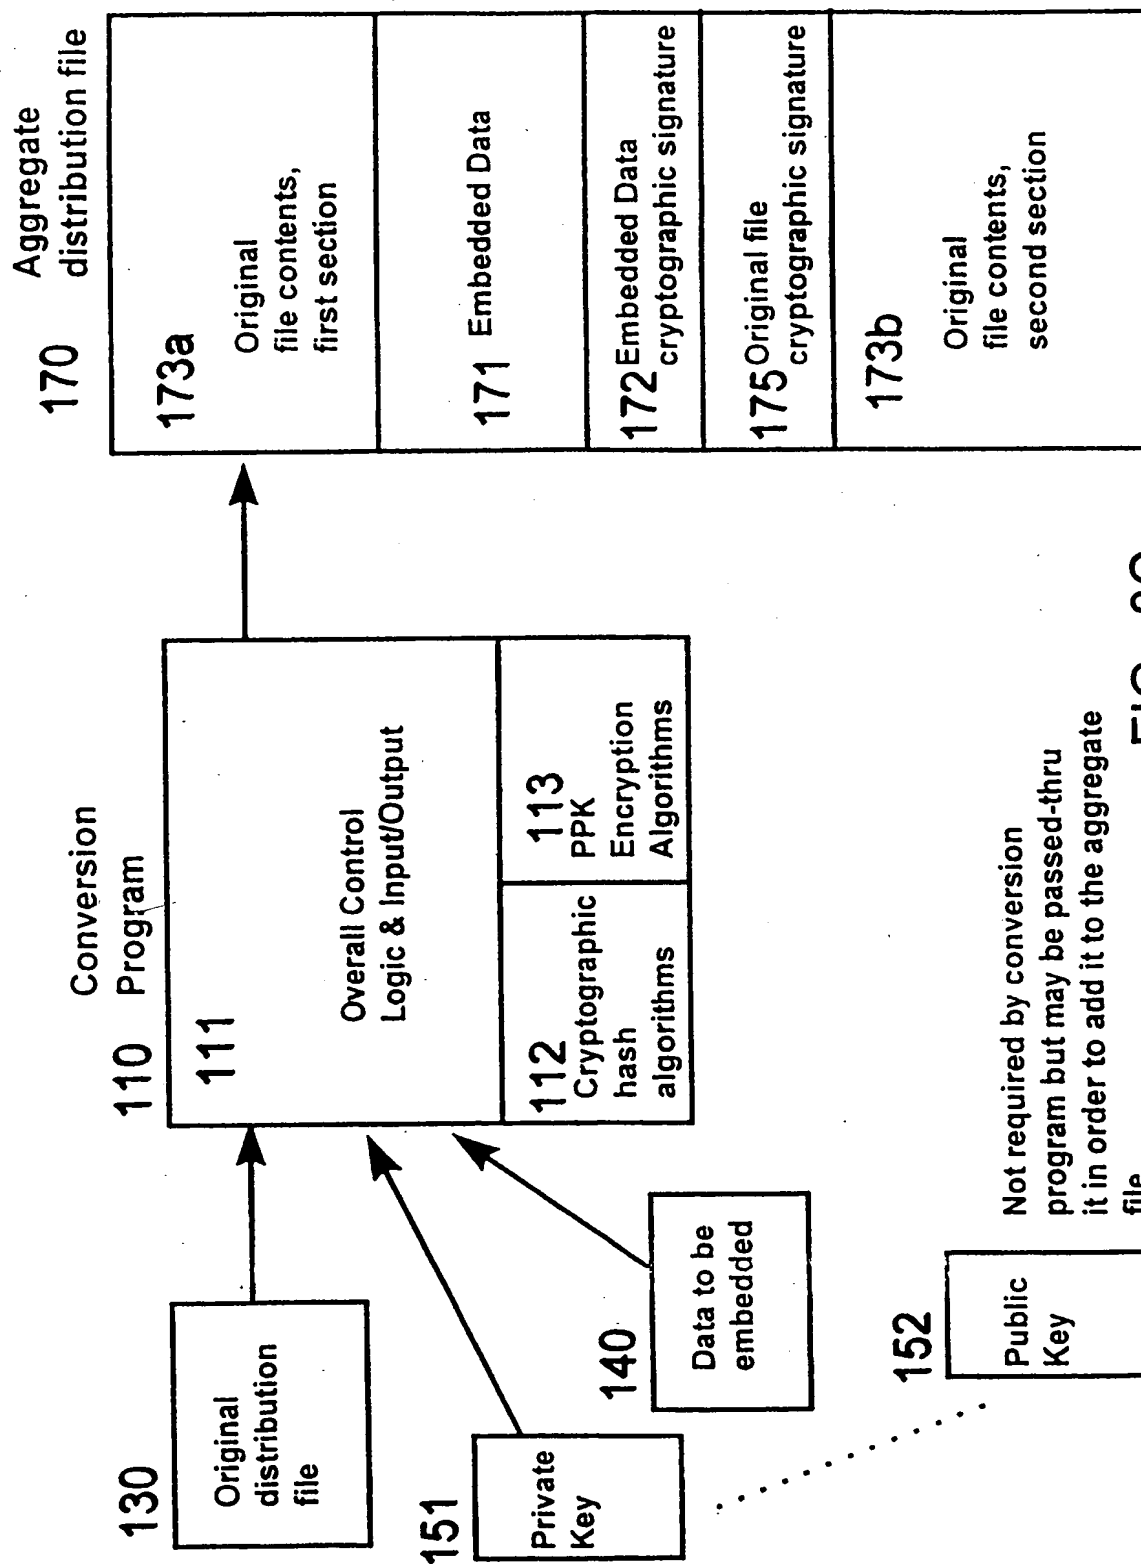 130
Original
distribution
file
151
Private
Key
140
Data to be
embedded
152
Public
Key
Not required by conversion
program but may be passed-thru
it in order to add it to the aggregate
file
Conversion
110 Program
111
Overall Control
Logic & Input/Output
112
Cryptographic
hash
algorithms
113
PPK
Encryption
Algorithms
Aggregate
170 distribution file
173a
Original
file contents,
first section
171 Embedded Data
172 Embedded Data
cryptographic signature
175 Original file
cryptographic signature
173b
Original
file contents,
second section